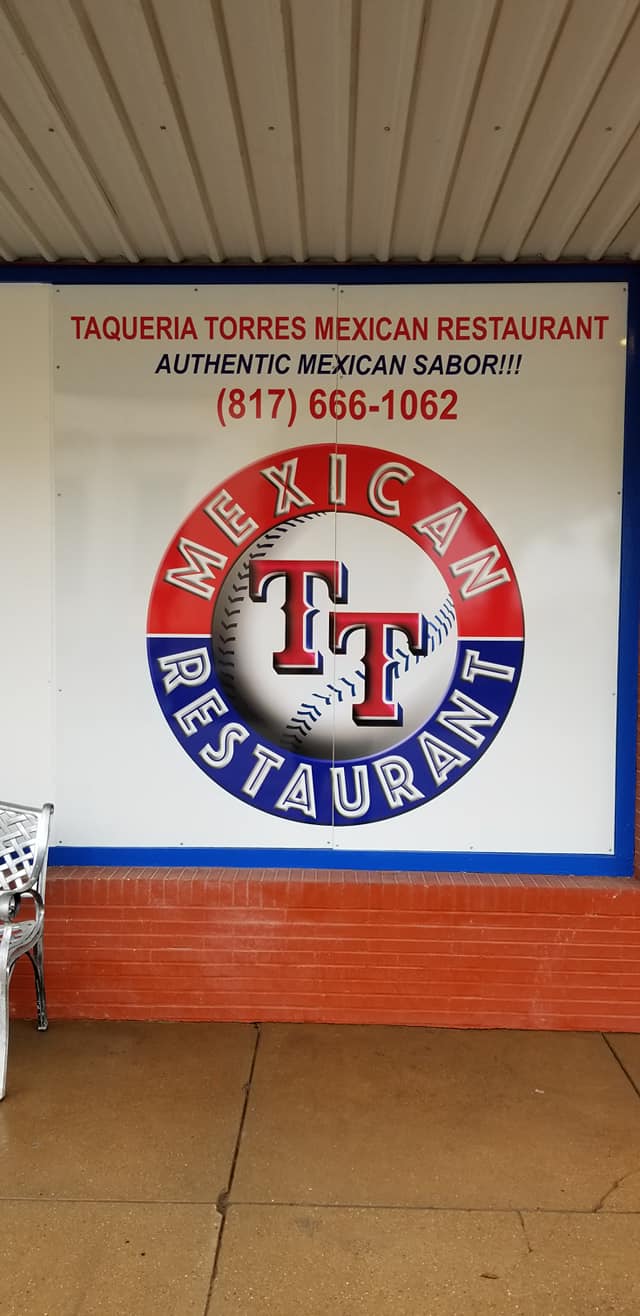 TAQUERIA TORRES MEXICAN RESTAURANT
AUTHENTIC MEXICAN SABOR!!!
(817) 666-1062
MEXICAN
TT
RESTAURANT